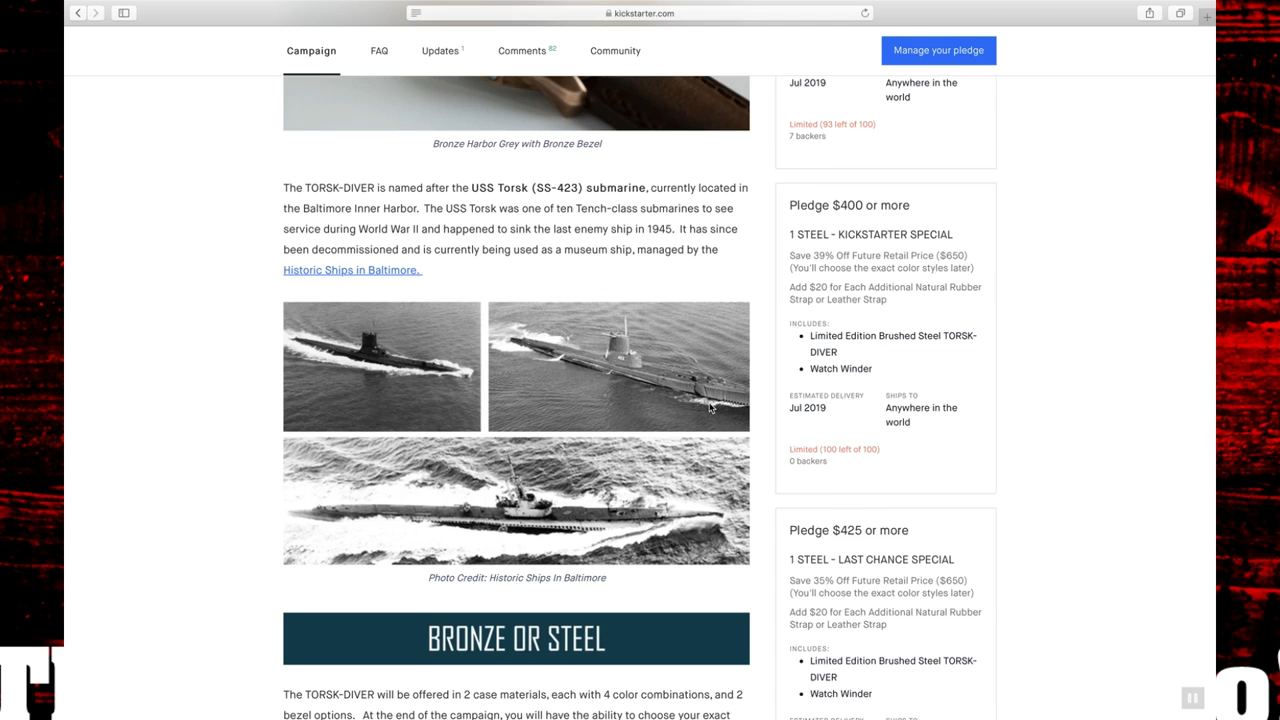 kickstarter.com
Campaign
FAQ
Updates 1
Comments 82
Community
Manage your pledge
Bronze Harbor Grey with Bronze Bezel
The TORSK-DIVER is named after the USS Torsk (SS-423) submarine, currently located in
the Baltimore Inner Harbor. The USS Torsk was one of ten Tench-class submarines to see
service during World War II and happened to sink the last enemy ship in 1945. It has since
been decommissioned and is currently being used as a museum ship, managed by the
Historic Ships in Baltimore.
Photo Credit: Historic Ships In Baltimore
BRONZE OR STEEL
The TORSK-DIVER will be offered in 2 case materials, each with 4 color combinations, and 2
bezel options. At the end of the campaign, you will have the ability to choose your exact
Jul 2019
Anywhere in the
world
Limited (93 left of 100)
7 backers
Pledge $400 or more
1 STEEL - KICKSTARTER SPECIAL
Save 39% Off Future Retail Price ($650)
(You'll choose the exact color styles later)
Add $20 for Each Additional Natural Rubber
Strap or Leather Strap
INCLUDES:
• Limited Edition Brushed Steel TORSK-
DIVER
• Watch Winder
ESTIMATED DELIVERY
SHIPS TO
Jul 2019
Anywhere in the
world
Limited (100 left of 100)
0 backers
Pledge $425 or more
1 STEEL - LAST CHANCE SPECIAL
Save 35% Off Future Retail Price ($650)
(You'll choose the exact color styles later)
Add $20 for Each Additional Natural Rubber
Strap or Leather Strap
INCLUDES:
• Limited Edition Brushed Steel TORSK-
DIVER
• Watch Winder
ESTIMATED DELIVERY
SHIPS TO